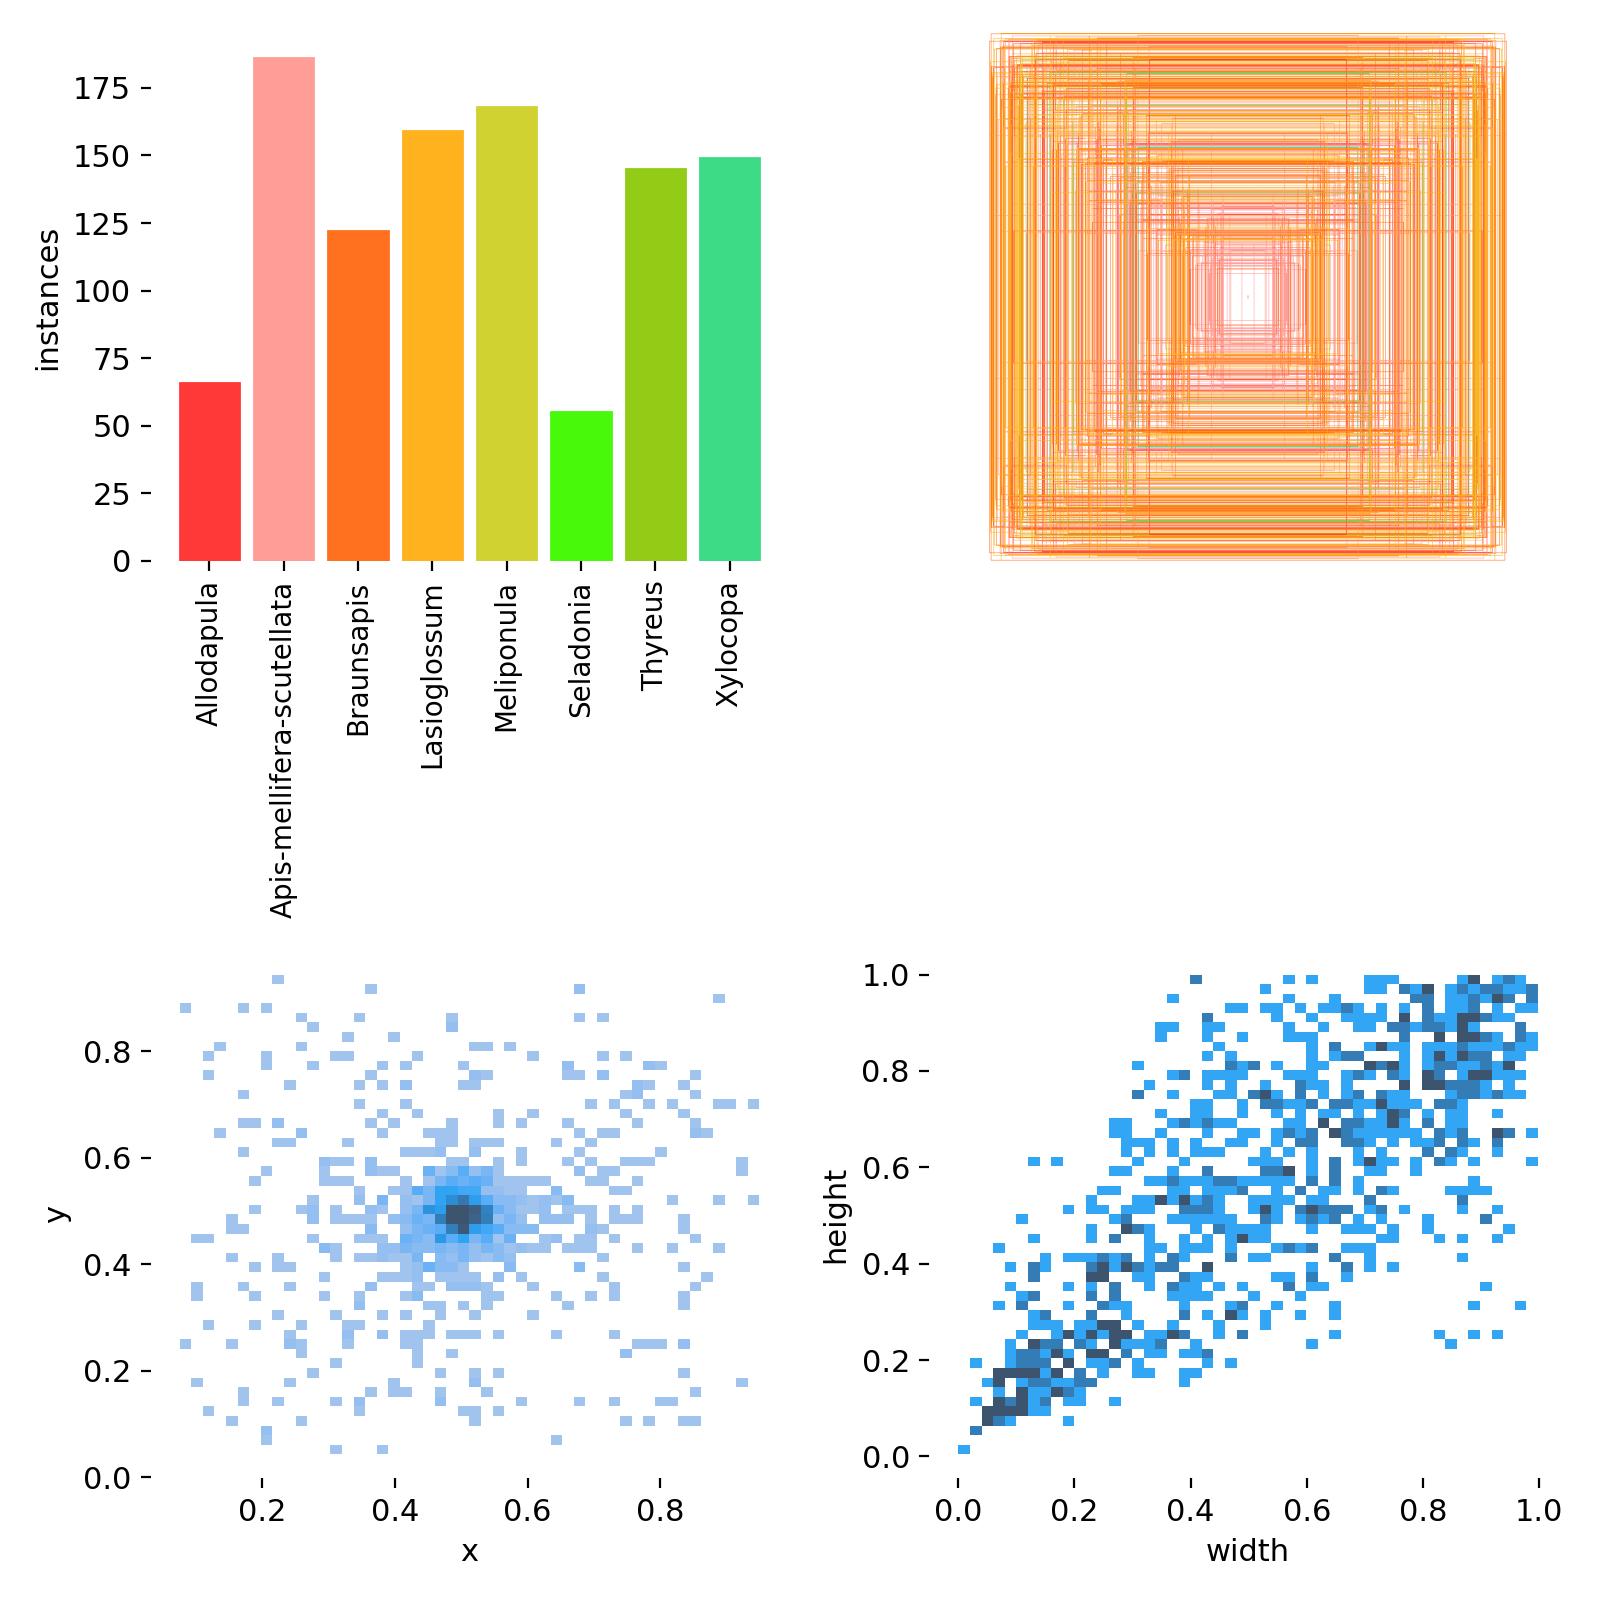 instances
175
150
125
100
75
50
25
0
Allodapula
Apis-mellifera-scutellata
Braunsapis
Lasioglossum
Meliponula
Seladonia
Thyreus
Xylocopa
y
0.8
0.6
0.4
0.2
0.0
0.2 0.4 0.6 0.8
x
height
1.0
0.8
0.6
0.4
0.2
0.0
0.0 0.2 0.4 0.6 0.8 1.0
width